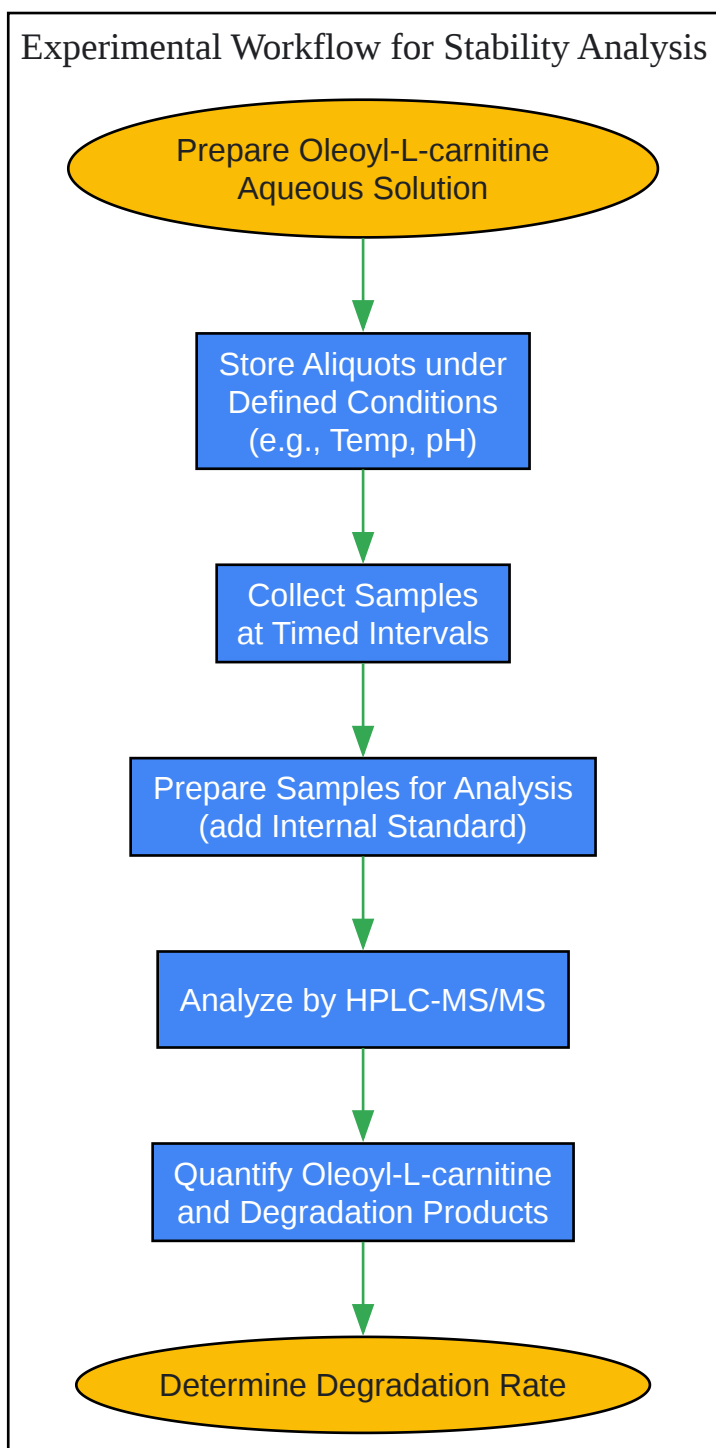 Experimental Workflow for Stability Analysis
Prepare Oleoyl-L-carnitine
Aqueous Solution
Store Aliquots under
Defined Conditions
(e.g., Temp, pH)
Collect Samples
at Timed Intervals
Prepare Samples for Analysis
(add Internal Standard)
Analyze by HPLC-MS/MS
Quantify Oleoyl-L-carnitine
and Degradation Products
Determine Degradation Rate